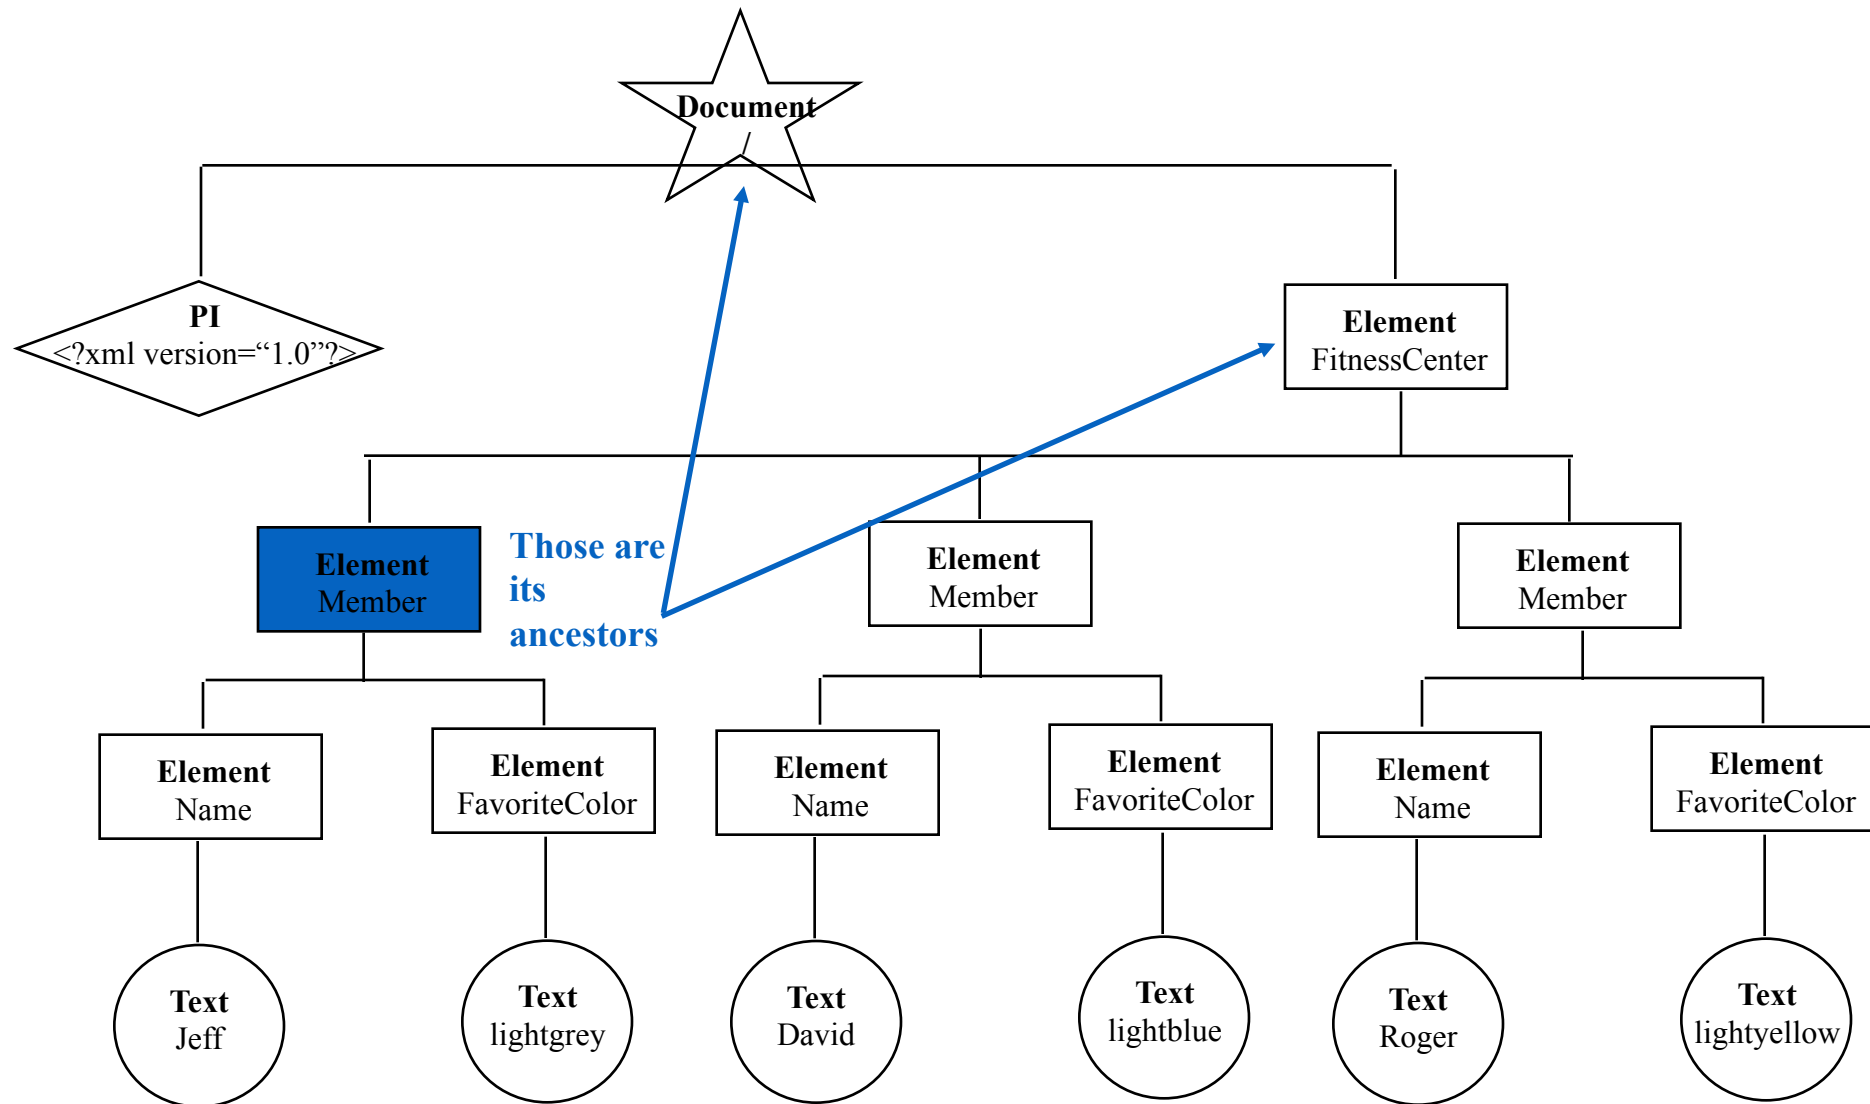 Document
/
PI
<?xml version=“1.0”?>
Element
FitnessCenter
Element
Member
Those are
its
ancestors
Element
Member
Element
Member
Element
Name
Element
FavoriteColor
Element
Name
Element
FavoriteColor
Element
Name
Element
FavoriteColor
Text
Jeff
Text
lightgrey
Text
David
Text
lightblue
Text
Roger
Text
lightyellow